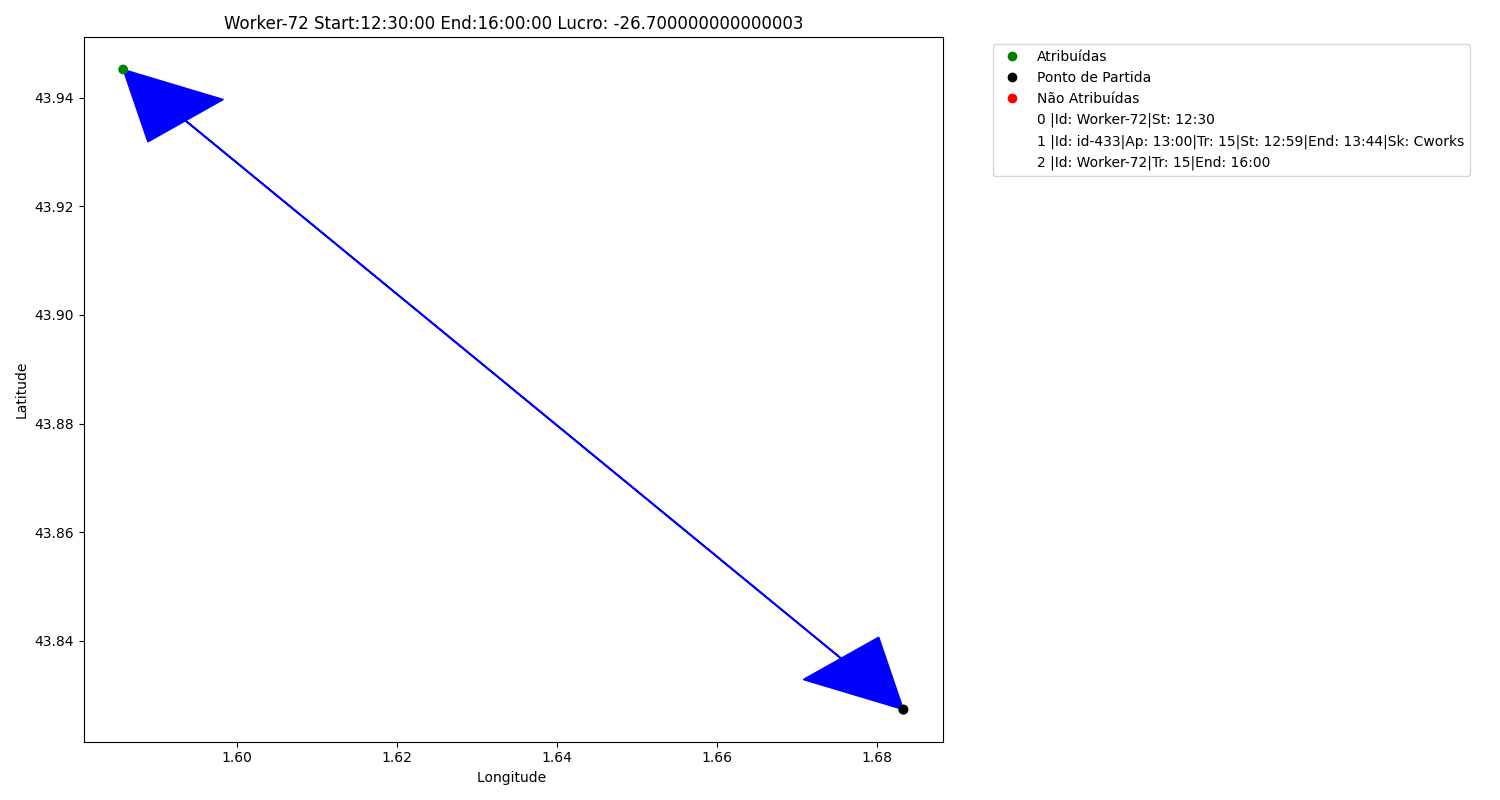 Worker-72 Start:12:30:00 End:16:00:00 Lucro: -26.700000000000003
43.94
43.92
43.90
43.88
43.86
43.84
Latitude
1.60 1.62 1.64 1.66 1.68
Longitude
Atribuídas
Ponto de Partida
Não Atribuídas
0 |Id: Worker-72|St: 12:30
1 |Id: id-433|Ap: 13:00|Tr: 15|St: 12:59|End: 13:44|Sk: Cworks
2 |Id: Worker-72|Tr: 15|End: 16:00